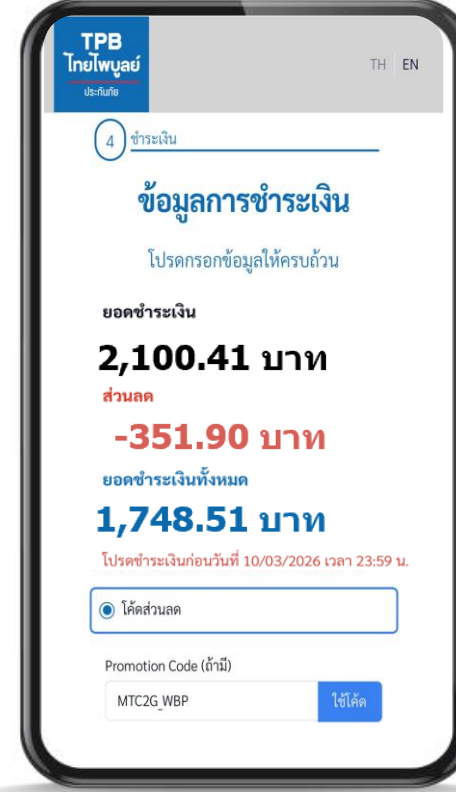 TPB
ไทยไพบูลย์
ประกันภัย
TH EN
4 ชำระเงิน
ข้อมูลการชำระเงิน
โปรดกรอกข้อมูลให้ครบถ้วน
ยอดชำระเงิน
2,100.41 บาท
ส่วนลด
-351.90 บาท
ยอดชำระเงินทั้งหมด
1,748.51 บาท
โปรดชำระเงินก่อนวันที่ 10/03/2026 เวลา 23:59 น.
โค้ดส่วนลด
Promotion Code (ถ้ามี)
MTC2G_WBP ใช้โค้ด